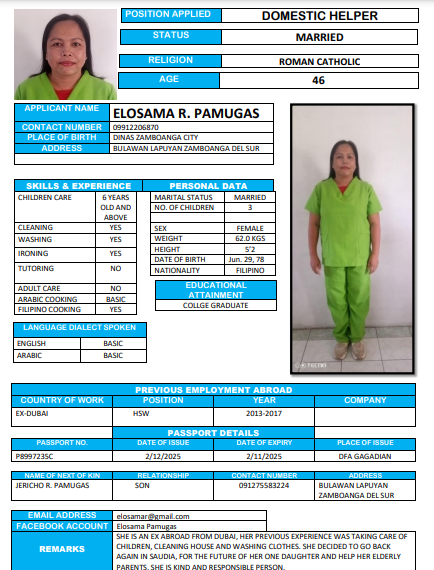 POSITION APPLIED DOMESTIC HELPER
STATUS MARRIED
RELIGION ROMAN CATHOLIC
AGE 46
APPLICANT NAME ELOSAMA R. PAMUGAS
CONTACT NUMBER 09912206870
PLACE OF BIRTH DINAS ZAMBOANGA CITY
ADDRESS BULAWAN LAPUYAN ZAMBOANGA DEL SUR
SKILLS & EXPERIENCE
CHILDREN CARE 6 YEARS
OLD AND
ABOVE
CLEANING YES
WASHING YES
IRONING YES
TUTORING NO
ADULT CARE NO
ARABIC COOKING BASIC
FILIPINO COOKING YES
PERSONAL DATA
MARITAL STATUS MARRIED
NO. OF CHILDREN 3
SEX FEMALE
WEIGHT 62.0 KGS
HEIGHT 5'2
DATE OF BIRTH Jun. 29, 78
NATIONALITY FILIPINO
EDUCATIONAL
ATTAINMENT
COLLGE GRADUATE
LANGUAGE DIALECT SPOKEN
ENGLISH BASIC
ARABIC BASIC
PREVIOUS EMPLOYMENT ABROAD
COUNTRY OF WORK POSITION YEAR COMPANY
EX-DUBAI HSW 2013-2017
PASSPORT DETAILS
PASSPORT NO. DATE OF ISSUE DATE OF EXPIRY PLACE OF ISSUE
P899723SC 2/12/2025 2/11/2025 DFA GAGADIAN
NAME OF NEXT OF KIN RELATIONSHIP CONTACT NUMBER ADDRESS
JERICHO R. PAMUGAS SON 091275583224 BULAWAN LAPUYAN
ZAMBOANGA DEL SUR
EMAIL ADDRESS elosamar@gmail.com
FACEBOOK ACCOUNT Elosama Pamugas
REMARKS
SHE IS AN EX ABROAD FROM DUBAI, HER PREVIOUS EXPERIENCE WAS TAKING CARE OF
CHILDREN, CLEANING HOUSE AND WASHING CLOTHES. SHE DECIDED TO GO BACK
AGAIN IN SAUDIA, FOR THE FUTURE OF HER ONE DAUGHTER AND HELP HER ELDERLY
PARENTS. SHE IS KIND AND RESPONSIBLE PERSON.